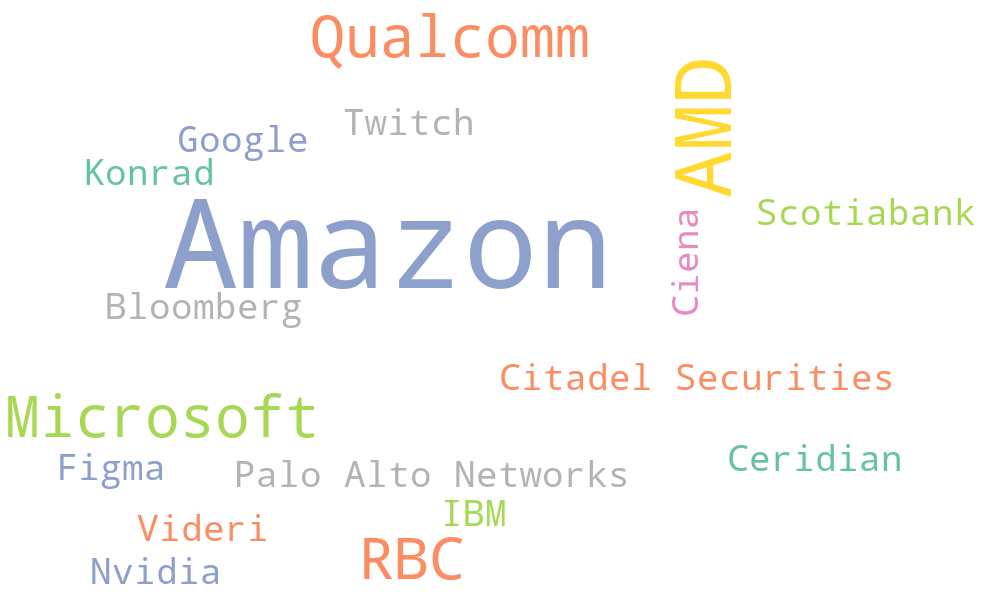 Qualcomm
AMD
Twitch
Google
Konrad
Scotiabank
Amazon
Ciena
Bloomberg
Citadel Securities
Microsoft
Ceridian
Figma
Palo Alto Networks
IBM
Videri
RBC
Nvidia